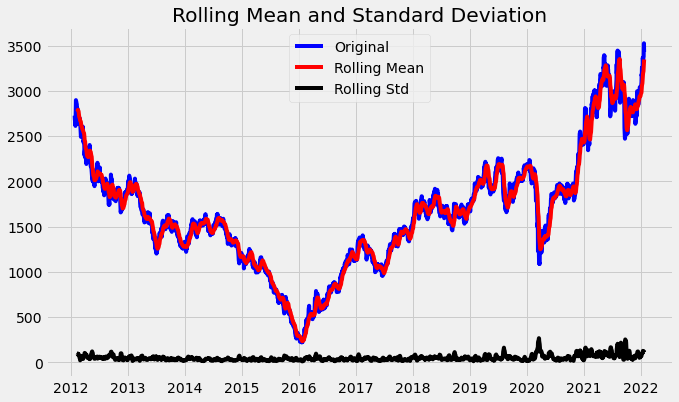 Rolling Mean and Standard Deviation
Original
Rolling Mean
Rolling Std
3500
3000
2500
2000
1500
1000
500
0
2012 2013 2014 2015 2016 2017 2018 2019 2020 2021 2022